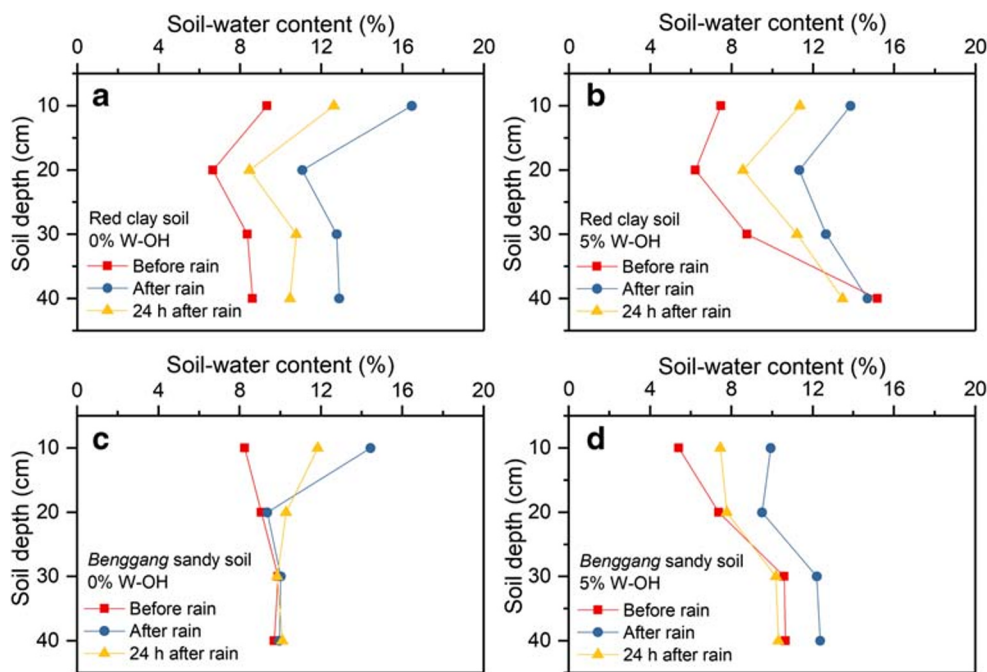 Soil-water content (%)
0 4 8 12 16 20
Soil depth (cm)
10
20
30
40
a
Red clay soil
0% W-OH
Before rain
After rain
24 h after rain
Soil-water content (%)
0 4 8 12 16 20
Soil depth (cm)
10
20
30
40
b
Red clay soil
5% W-OH
Before rain
After rain
24 h after rain
Soil-water content (%)
0 4 8 12 16 20
Soil depth (cm)
10
20
30
40
c
Benggang sandy soil
0% W-OH
Before rain
After rain
24 h after rain
Soil-water content (%)
0 4 8 12 16 20
Soil depth (cm)
10
20
30
40
d
Benggang sandy soil
5% W-OH
Before rain
After rain
24 h after rain